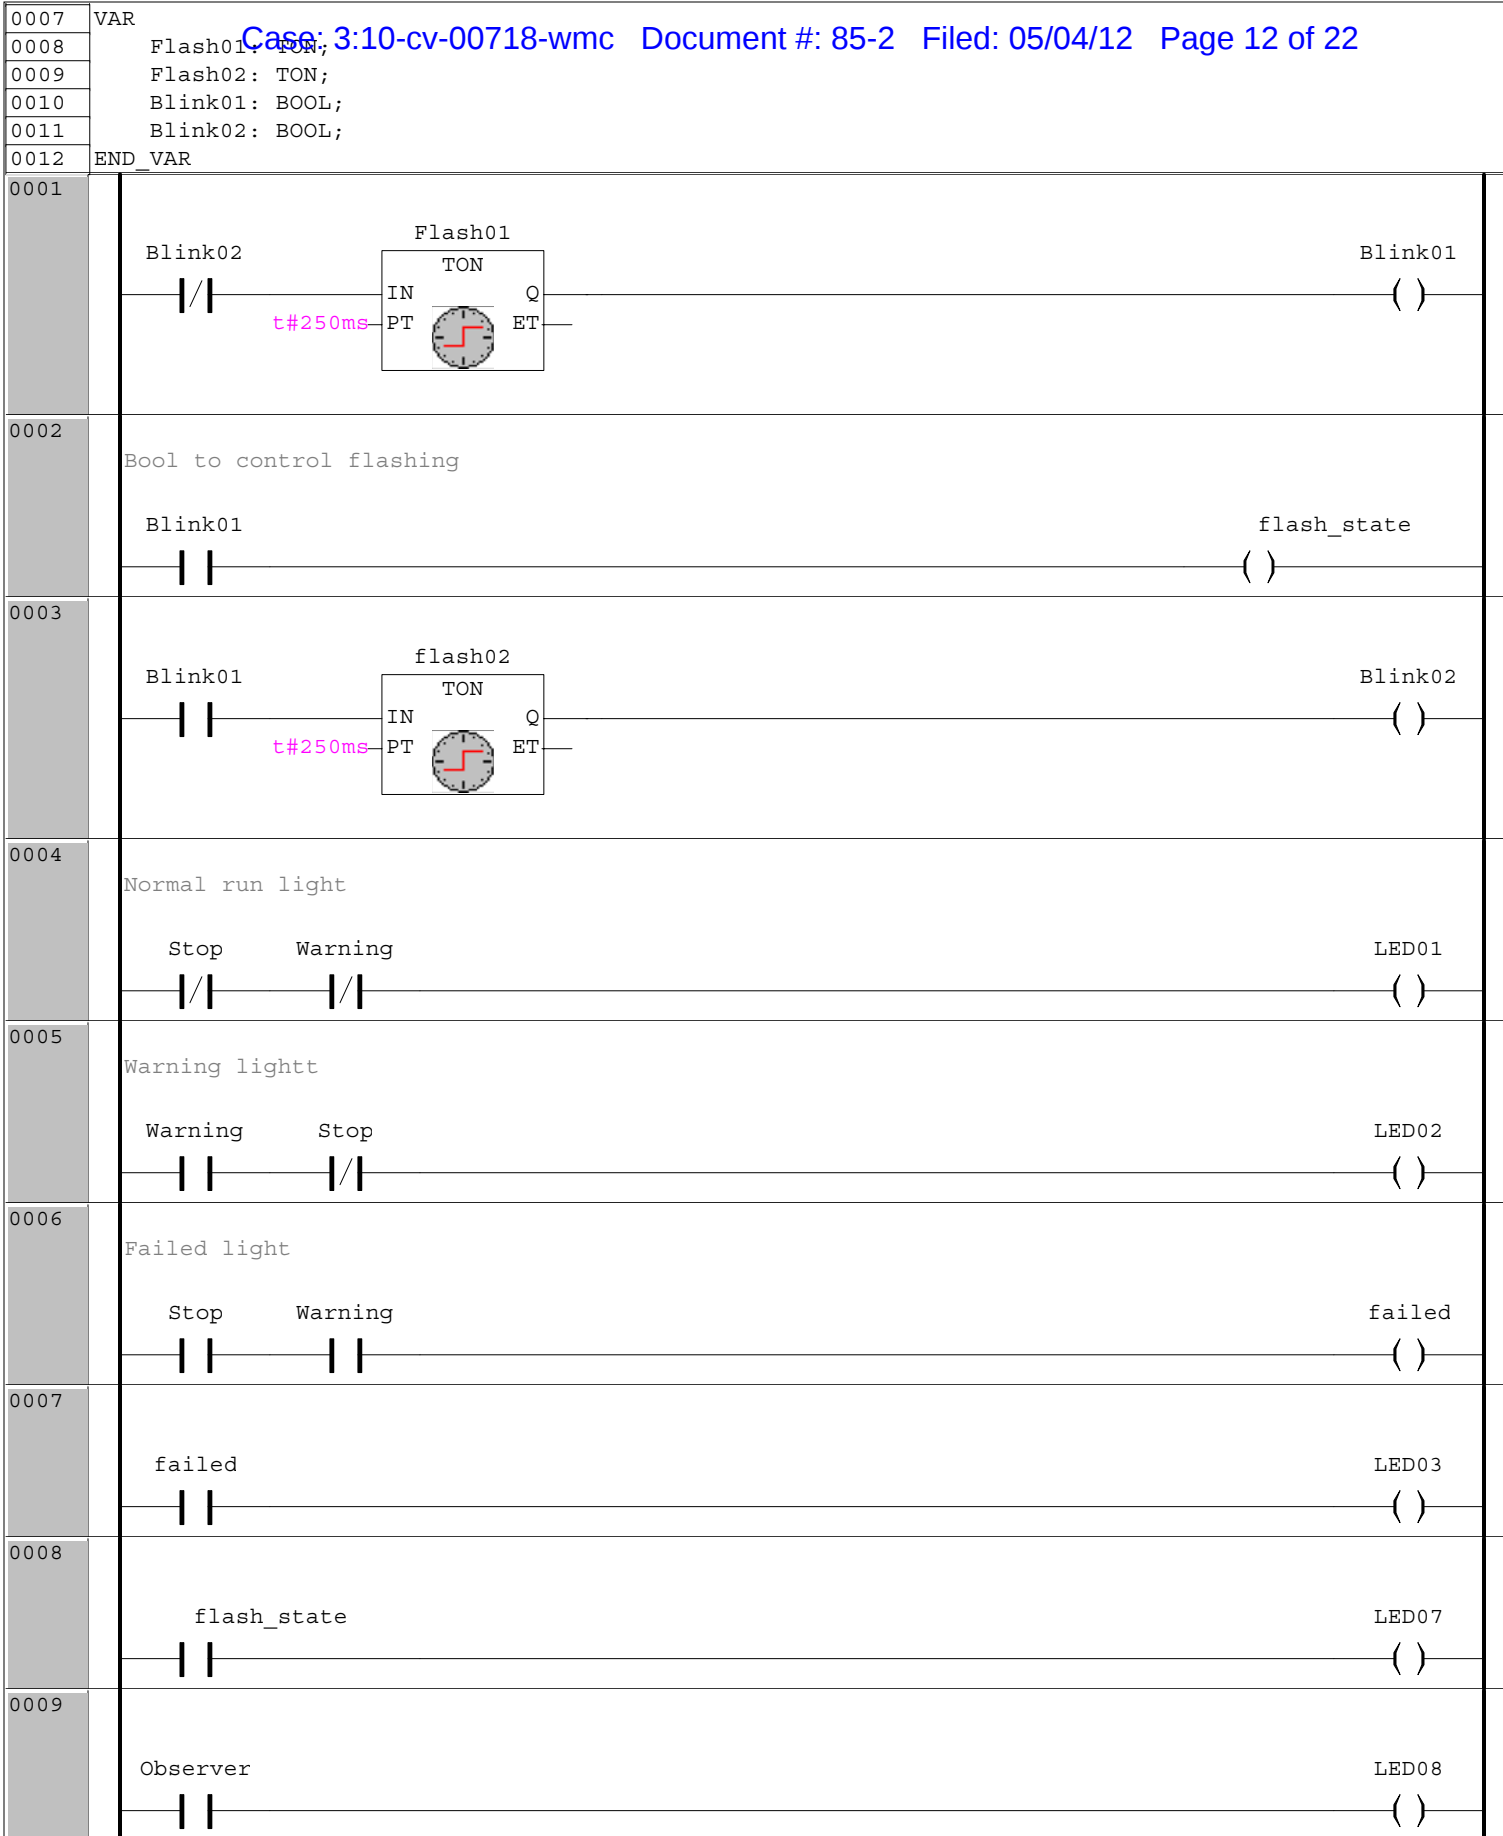 0007 VAR
Case: 3:10-cv-00718-wmc Document #: 85-2 Filed: 05/04/12 Page 12 of 22
0008 Flash01: TON;
0009 Flash02: TON;
0010 Blink01: BOOL;
0011 Blink02: BOOL;
0012 END_VAR
0001
Flash01
Blink02 Blink01
TON
IN Q
t#250ms PT ET
0002
Bool to control flashing
Blink01 flash_state
0003
flash02
Blink01 Blink02
TON
IN Q
t#250ms PT ET
0004
Normal run light
Stop Warning LED01
0005
Warning lightt
Warning Stop LED02
0006
Failed light
Stop Warning failed
0007
failed LED03
0008
flash_state LED07
0009
Observer LED08